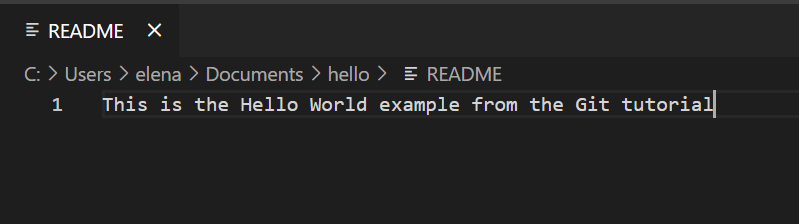 README
C: > Users > elena > Documents > hello > README
1 This is the Hello World example from the Git tutorial